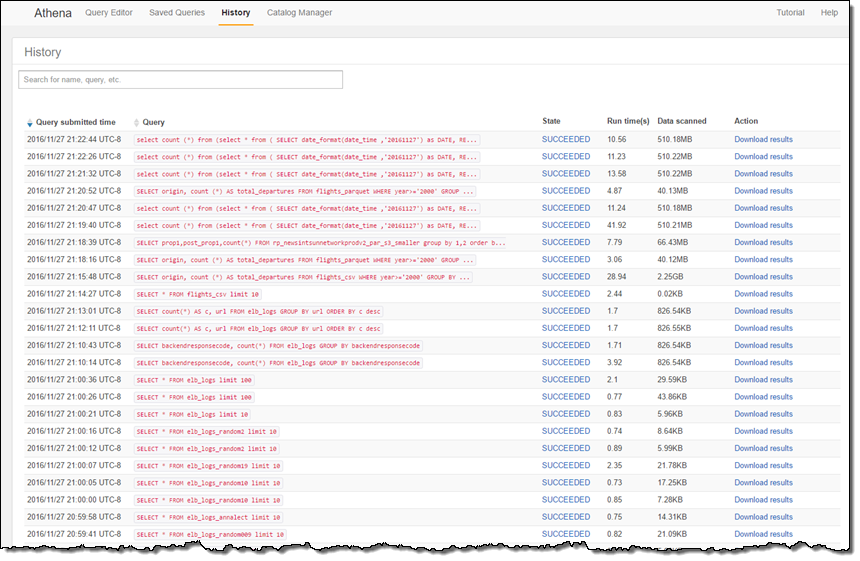 Athena Query Editor Saved Queries History Catalog Manager Tutorial Help
History
Search for name, query, etc.
Query submitted time Query State Run time(s) Data scanned Action
2016/11/27 21:22:44 UTC-8 select count (*) from (select * from ( SELECT date_format(date_time ,'20161127') as DATE, RE... SUCCEEDED 10.56 510.18MB Download results
2016/11/27 21:22:26 UTC-8 select count (*) from (select * from ( SELECT date_format(date_time ,'20161127') as DATE, RE... SUCCEEDED 11.23 510.22MB Download results
2016/11/27 21:21:32 UTC-8 select count (*) from (select * from ( SELECT date_format(date_time ,'20161127') as DATE, RE... SUCCEEDED 13.58 510.22MB Download results
2016/11/27 21:20:52 UTC-8 SELECT origin, count (*) AS total_departures FROM flights_parquet WHERE year>='2000' GROUP ... SUCCEEDED 4.87 40.13MB Download results
2016/11/27 21:20:47 UTC-8 select count (*) from (select * from ( SELECT date_format(date_time ,'20161127') as DATE, RE... SUCCEEDED 11.24 510.18MB Download results
2016/11/27 21:19:40 UTC-8 select count (*) from (select * from ( SELECT date_format(date_time ,'20161127') as DATE, RE... SUCCEEDED 41.92 510.21MB Download results
2016/11/27 21:18:39 UTC-8 SELECT prop1,post_prop1,count(*) FROM rp_newsintsunnetworkprodv2_par_s3_smaller group by 1,2 order b... SUCCEEDED 7.79 66.43MB Download results
2016/11/27 21:18:16 UTC-8 SELECT origin, count (*) AS total_departures FROM flights_parquet WHERE year>='2000' GROUP ... SUCCEEDED 3.06 40.12MB Download results
2016/11/27 21:15:48 UTC-8 SELECT origin, count (*) AS total_departures FROM flights_csv WHERE year>='2000' GROUP BY ... SUCCEEDED 28.94 2.25GB Download results
2016/11/27 21:14:27 UTC-8 SELECT * FROM flights_csv limit 10 SUCCEEDED 2.44 0.02KB Download results
2016/11/27 21:13:01 UTC-8 SELECT count(*) AS c, url FROM elb_logs GROUP BY url ORDER BY c desc SUCCEEDED 1.7 826.54KB Download results
2016/11/27 21:12:11 UTC-8 SELECT count(*) AS c, url FROM elb_logs GROUP BY url ORDER BY c desc SUCCEEDED 1.7 826.55KB Download results
2016/11/27 21:10:43 UTC-8 SELECT backendresponsecode, count(*) FROM elb_logs GROUP BY backendresponsecode SUCCEEDED 1.71 826.54KB Download results
2016/11/27 21:10:14 UTC-8 SELECT backendresponsecode, count(*) FROM elb_logs GROUP BY backendresponsecode SUCCEEDED 3.92 826.54KB Download results
2016/11/27 21:00:36 UTC-8 SELECT * FROM elb_logs limit 100 SUCCEEDED 2.1 29.59KB Download results
2016/11/27 21:00:26 UTC-8 SELECT * FROM elb_logs limit 100 SUCCEEDED 0.77 43.86KB Download results
2016/11/27 21:00:21 UTC-8 SELECT * FROM elb_logs limit 10 SUCCEEDED 0.83 5.96KB Download results
2016/11/27 21:00:16 UTC-8 SELECT * FROM elb_logs_random2 limit 10 SUCCEEDED 0.74 8.64KB Download results
2016/11/27 21:00:12 UTC-8 SELECT * FROM elb_logs_random2 limit 10 SUCCEEDED 0.89 5.99KB Download results
2016/11/27 21:00:07 UTC-8 SELECT * FROM elb_logs_random19 limit 10 SUCCEEDED 2.35 21.78KB Download results
2016/11/27 21:00:05 UTC-8 SELECT * FROM elb_logs_random10 limit 10 SUCCEEDED 0.73 17.25KB Download results
2016/11/27 21:00:00 UTC-8 SELECT * FROM elb_logs_random10 limit 10 SUCCEEDED 0.85 7.28KB Download results
2016/11/27 20:59:58 UTC-8 SELECT * FROM elb_logs_annalect limit 10 SUCCEEDED 0.75 14.31KB Download results
2016/11/27 20:59:41 UTC-8 SELECT * FROM elb_logs_random009 limit 10 SUCCEEDED 0.82 21.09KB Download results